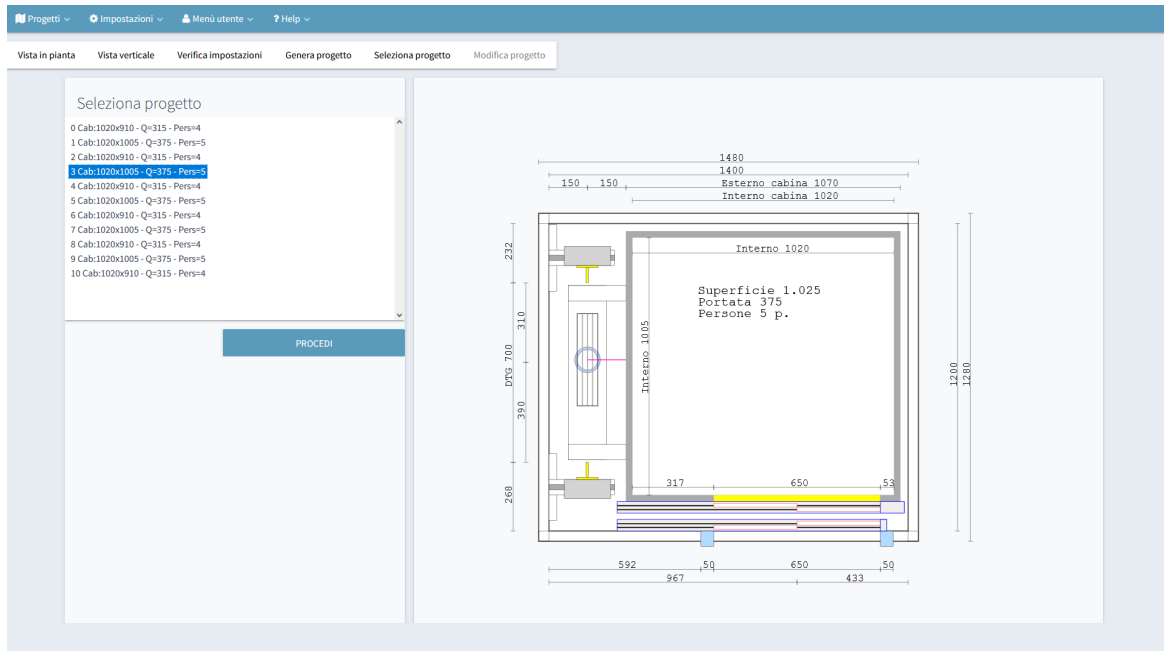 Progetti Impostazioni Menù utente ? Help
Vista in pianta Vista verticale Verifica impostazioni Genera progetto Seleziona progetto Modifica progetto
Seleziona progetto
0 Cab:1020x910 - Q=315 - Pers=4
1 Cab:1020x1005 - Q=375 - Pers=5
2 Cab:1020x910 - Q=315 - Pers=4
3 Cab:1020x1005 - Q=375 - Pers=5
4 Cab:1020x910 - Q=315 - Pers=4
5 Cab:1020x1005 - Q=375 - Pers=5
6 Cab:1020x910 - Q=315 - Pers=4
7 Cab:1020x1005 - Q=375 - Pers=5
8 Cab:1020x910 - Q=315 - Pers=4
9 Cab:1020x1005 - Q=375 - Pers=5
10 Cab:1020x910 - Q=315 - Pers=4
PROCEDI
1480
1400
150 150 Esterno cabina 1070
Interno cabina 1020
232
Interno 1020
Superficie 1.025
Portata 375
Persone 5 p.
310
Interno 1005
DTG 700
1200
1280
390
317 650 53
268
592 50 650 50
967 433